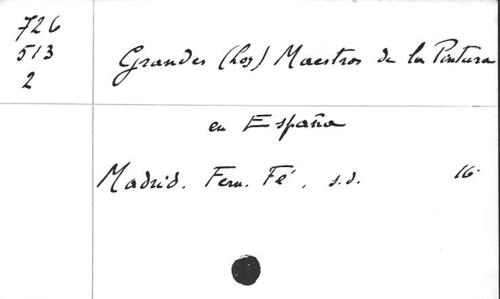 726
513
2
Grandes (Los) Maestros de la Pintura
en España
Madrid. Fern. Fé, s.d. 16